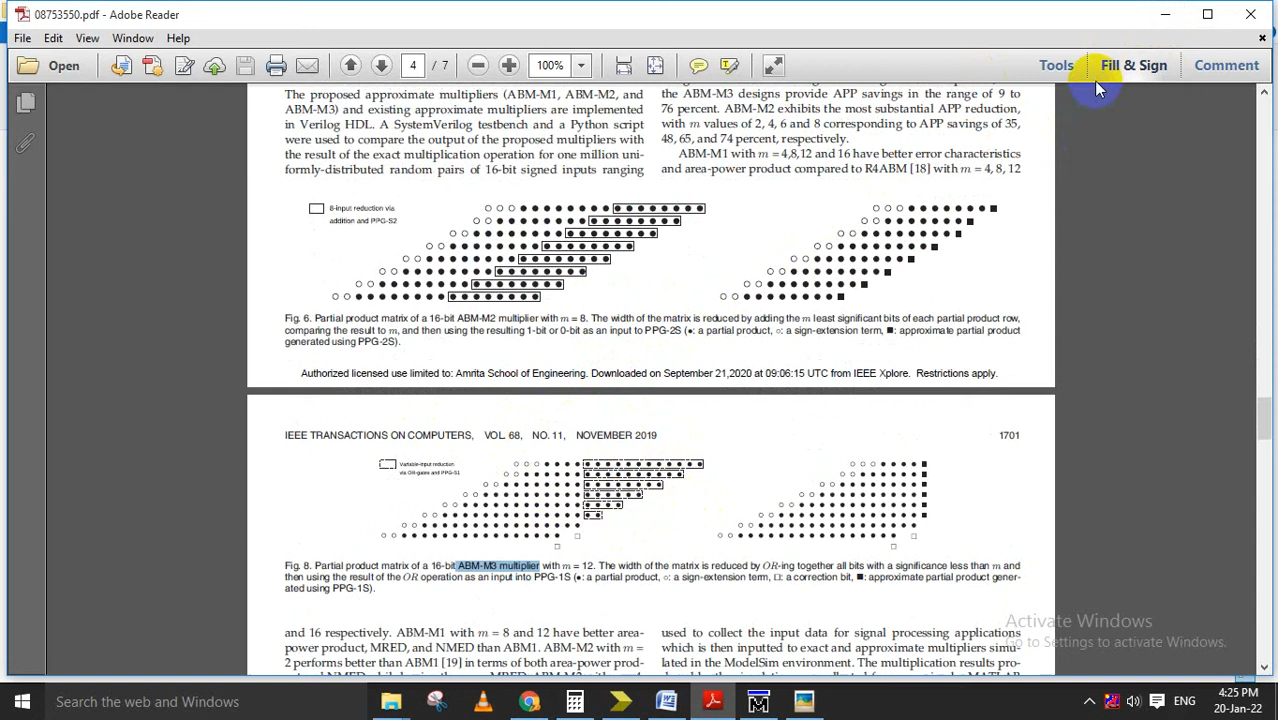 08753550.pdf - Adobe Reader
File Edit View Window Help
Open 4 / 7 100% Tools Fill & Sign Comment
The proposed approximate multipliers (ABM-M1, ABM-M2, and
ABM-M3) and existing approximate multipliers are implemented
in Verilog HDL. A SystemVerilog testbench and a Python script
were used to compare the output of the proposed multipliers with
the result of the exact multiplication operation for one million uni-
formly-distributed random pairs of 16-bit signed inputs ranging
the ABM-M3 designs provide APP savings in the range of 9 to
76 percent. ABM-M2 exhibits the most substantial APP reduction,
with m values of 2, 4, 6 and 8 corresponding to APP savings of 35,
48, 65, and 74 percent, respectively.
ABM-M1 with m = 4,8,12 and 16 have better error characteristics
and area-power product compared to R4ABM [18] with m = 4, 8, 12
8-input reduction via
addition and PPG-S2
Fig. 6. Partial product matrix of a 16-bit ABM-M2 multiplier with m = 8. The width of the matrix is reduced by adding the m least significant bits of each partial product row,
comparing the result to m, and then using the resulting 1-bit or 0-bit as an input to PPG-2S (●: a partial product, ○: a sign-extension term, ■: approximate partial product
generated using PPG-2S).
Authorized licensed use limited to: Amrita School of Engineering. Downloaded on September 21,2020 at 09:06:15 UTC from IEEE Xplore. Restrictions apply.
IEEE TRANSACTIONS ON COMPUTERS, VOL. 68, NO. 11, NOVEMBER 2019 1701
Variable-input reduction
via OR-gates and PPG-S1
Fig. 8. Partial product matrix of a 16-bit ABM-M3 multiplier with m = 12. The width of the matrix is reduced by OR-ing together all bits with a significance less than m and
then using the result of the OR operation as an input into PPG-1S (●: a partial product, ○: a sign-extension term, □: a correction bit, ■: approximate partial product gener-
ated using PPG-1S).
and 16 respectively. ABM-M1 with m = 8 and 12 have better area-
power product, MRED, and NMED than ABM1. ABM-M2 with m =
2 performs better than ABM1 [19] in terms of both area-power prod-
used to collect the input data for signal processing applications
which is then inputted to exact and approximate multipliers simu-
lated in the ModelSim environment. The multiplication results pro-
Activate Windows
Go to Settings to activate Windows.
Search the web and Windows
ENG
4:25 PM
20-Jan-22